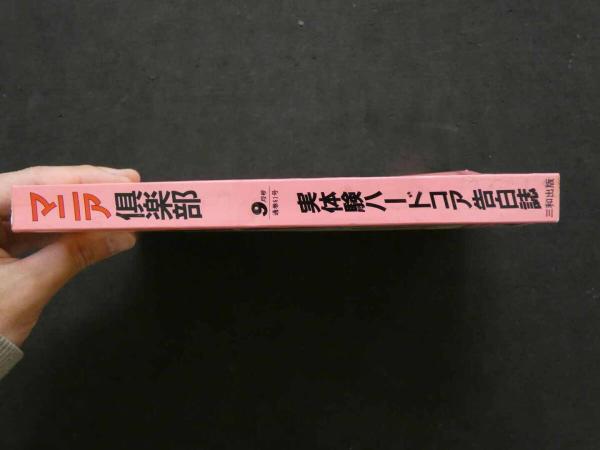 マニア倶楽部
9月号
通巻61号
実体験ハードコア告白誌
三和出版